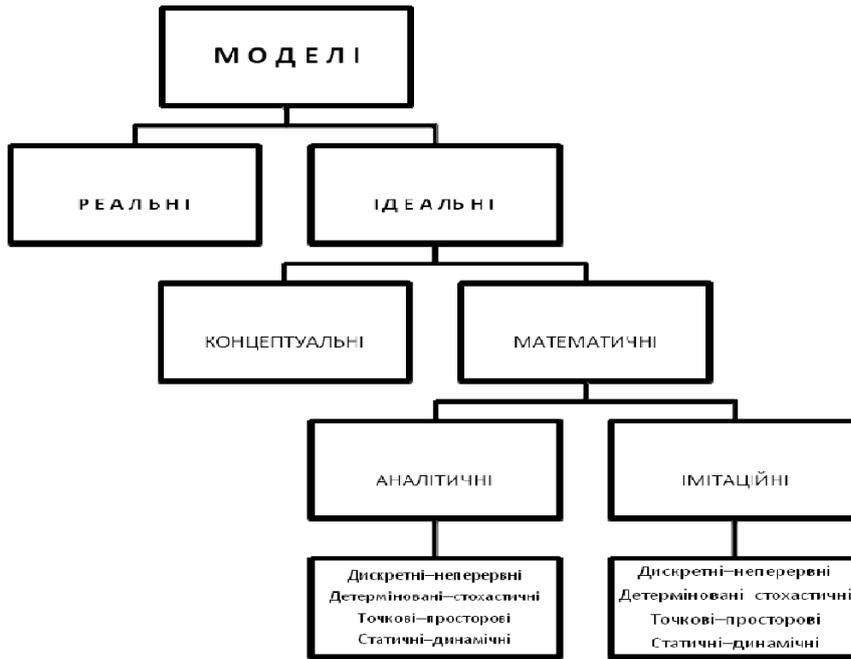 МОДЕЛІ
РЕАЛЬНІ
ІДЕАЛЬНІ
КОНЦЕПТУАЛЬНІ
МАТЕМАТИЧНІ
АНАЛІТИЧНІ
ІМІТАЦІЙНІ
Дискретні–неперервні
Детерміновані–стохастичні
Точкові–просторові
Статичні–динамічні
Дискретні–неперервні
Детерміновані стохастичні
Точкові–просторові
Статичні–динамічні